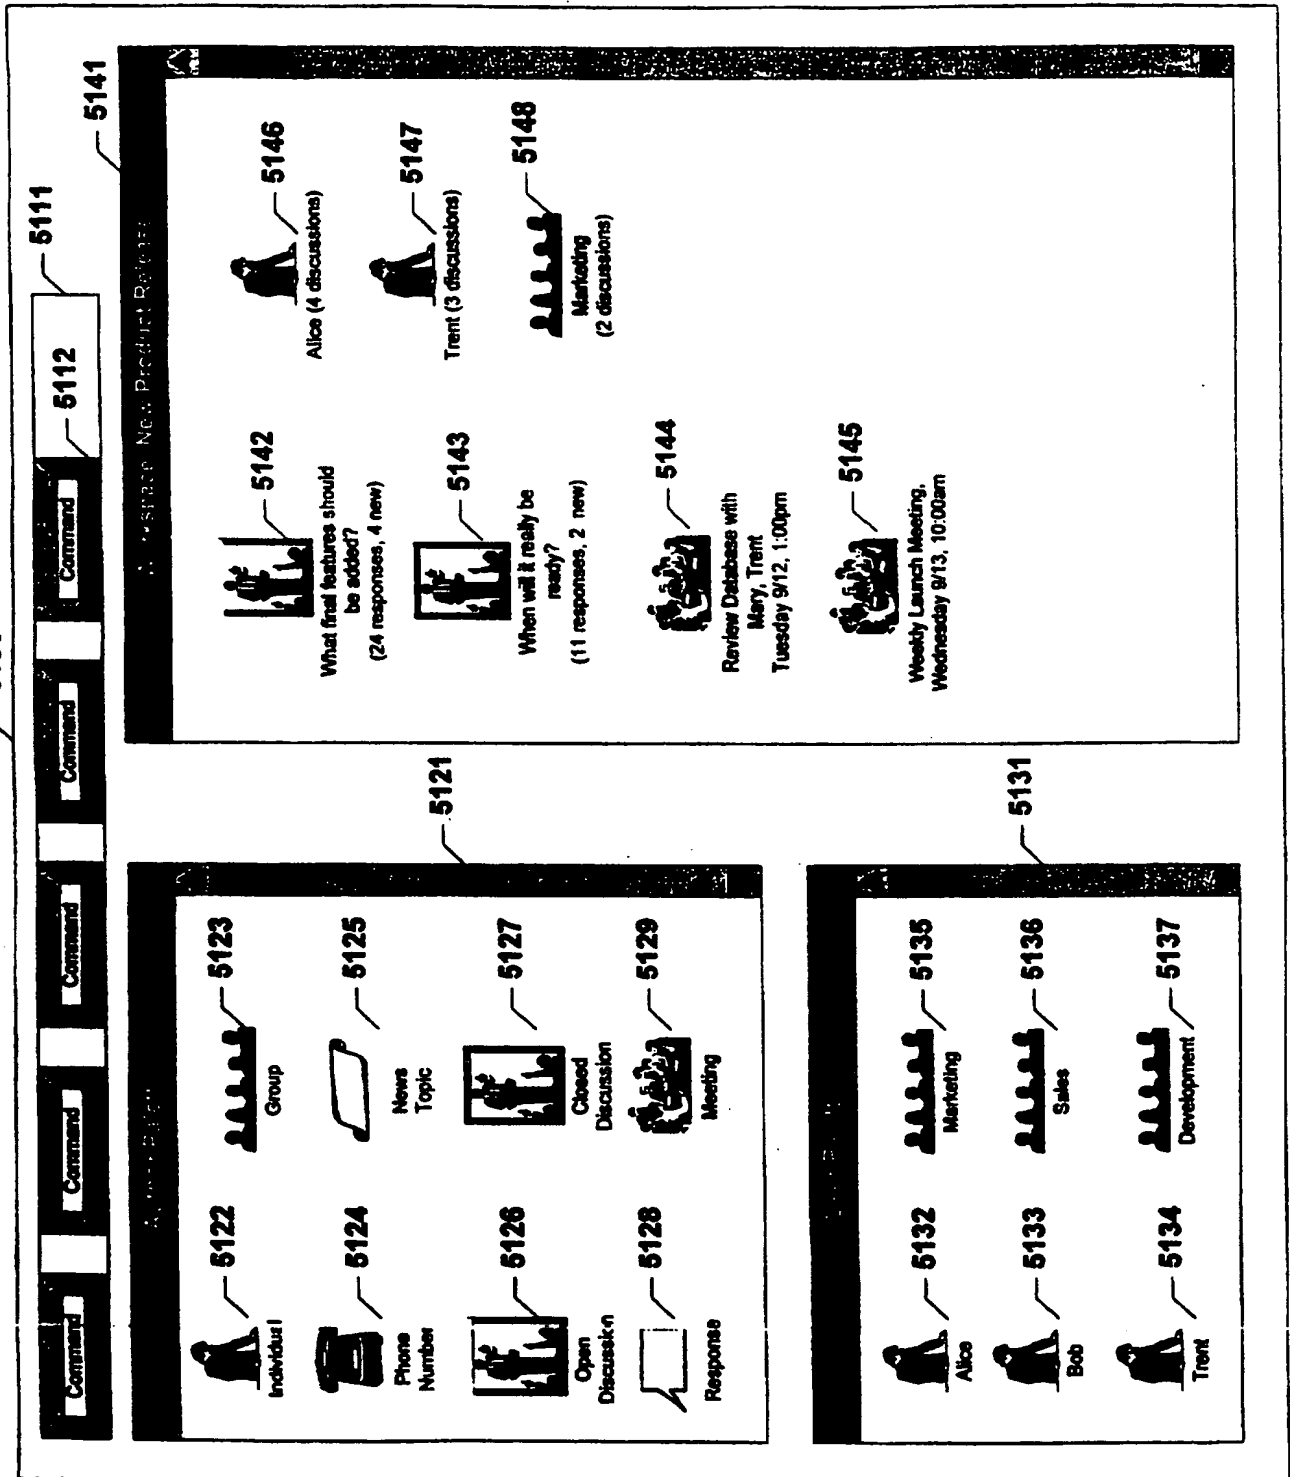 5111
Command
Command
Command
Command
Command
5112
5141
New Product Release
5122
Individual
5123
Group
5124
Phone
Number
5125
News
Topic
5126
Open
Discussion
5127
Closed
Discussion
5128
Response
5129
Meeting
5121
5132
Alice
5135
Marketing
5133
Bob
5136
Sales
5134
Trent
5137
Development
5131
5142
What final features should
be added?
(24 responses, 4 new)
5146
Alice (4 discussions)
5143
When will it really be
ready?
(11 responses, 2 new)
5147
Trent (3 discussions)
5148
Marketing
(2 discussions)
5144
Review Database with
Mary, Trent
Tuesday 9/12, 1:00pm
5145
Weekly Launch Meeting,
Wednesday 9/13, 10:00am